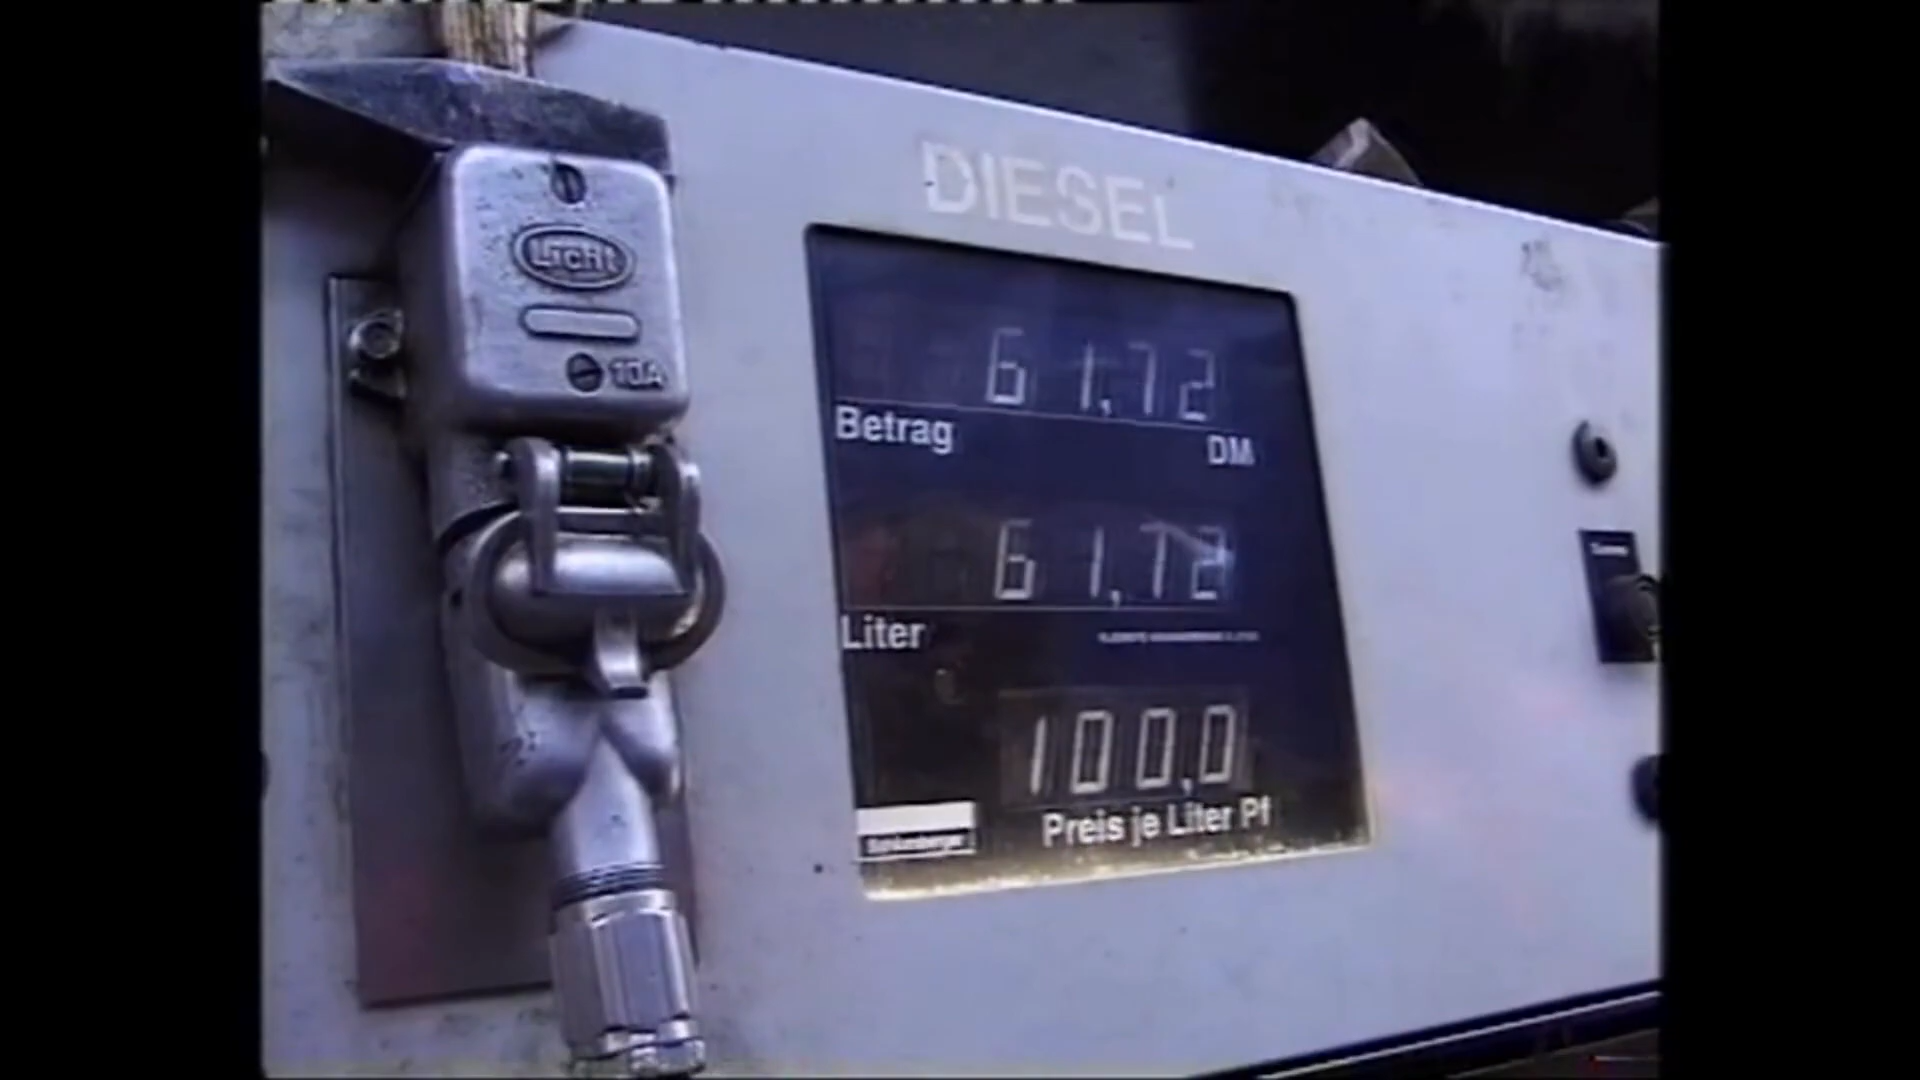 DIESEL
Licht
10A
61,72
Betrag
DM
61,72
Liter
100,0
Preis je Liter Pf